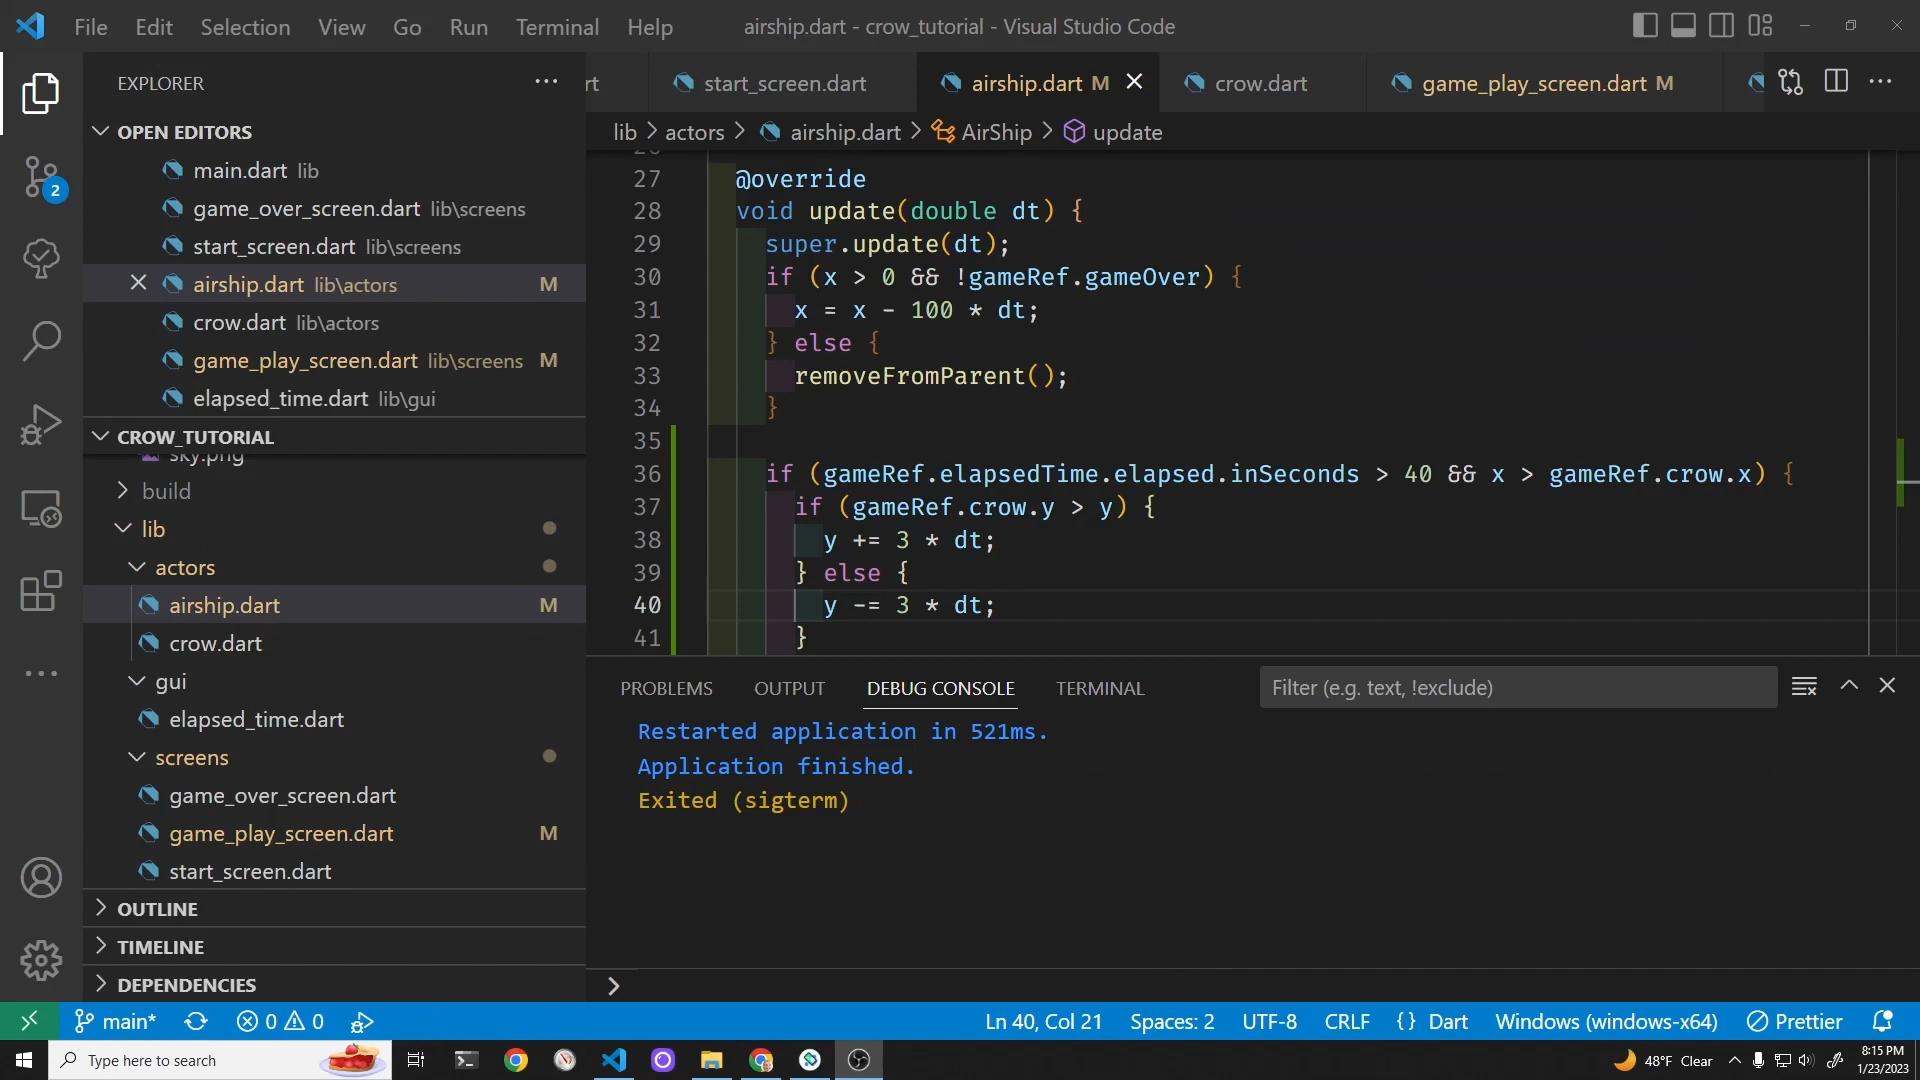 File Edit Selection View Go Run Terminal Help
airship.dart - crow_tutorial - Visual Studio Code
EXPLORER
rt
start_screen.dart
airship.dart M
crow.dart
game_play_screen.dart M
lib > actors > airship.dart > AirShip > update
OPEN EDITORS
main.dart lib
game_over_screen.dart lib\screens
start_screen.dart lib\screens
airship.dart lib\actors M
crow.dart lib\actors
game_play_screen.dart lib\screens M
elapsed_time.dart lib\gui
CROW_TUTORIAL
sky.png
build
lib
actors
airship.dart M
crow.dart
gui
elapsed_time.dart
screens
game_over_screen.dart
game_play_screen.dart M
start_screen.dart
OUTLINE
TIMELINE
DEPENDENCIES
2
26
27 @override
28 void update(double dt) {
29 super.update(dt);
30 if (x > 0 && !gameRef.gameOver) {
31 x = x - 100 * dt;
32 } else {
33 removeFromParent();
34 }
35
36 if (gameRef.elapsedTime.elapsed.inSeconds > 40 && x > gameRef.crow.x) {
37 if (gameRef.crow.y > y) {
38 y += 3 * dt;
39 } else {
40 y -= 3 * dt;
41 }
PROBLEMS OUTPUT DEBUG CONSOLE TERMINAL
Filter (e.g. text, !exclude)
Restarted application in 521ms.
Application finished.
Exited (sigterm)
main* 0 0
Ln 40, Col 21 Spaces: 2 UTF-8 CRLF {} Dart Windows (windows-x64) Prettier
Type here to search
48°F Clear
8:15 PM
1/23/2023